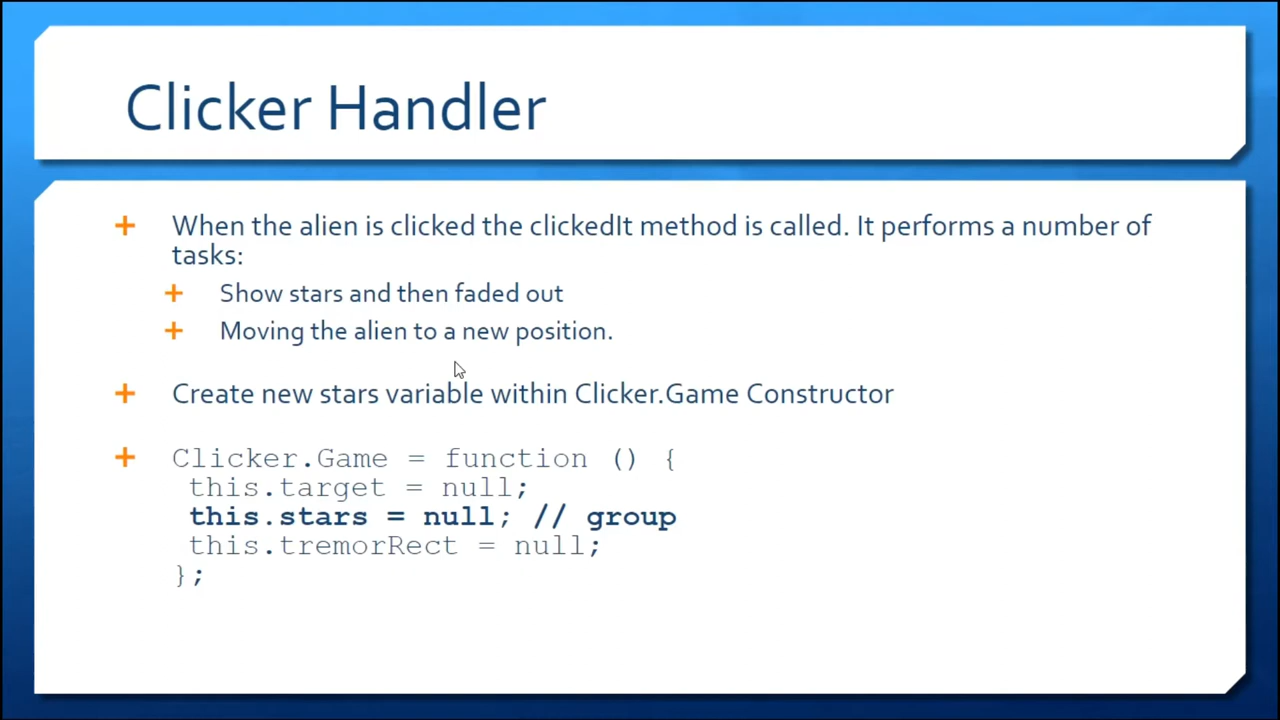 Clicker Handler
When the alien is clicked the clickedIt method is called. It performs a number of
tasks:
Show stars and then faded out
Moving the alien to a new position.
Create new stars variable within Clicker.Game Constructor
Clicker.Game = function () {
this.target = null;
this.stars = null; // group
this.tremorRect = null;
};